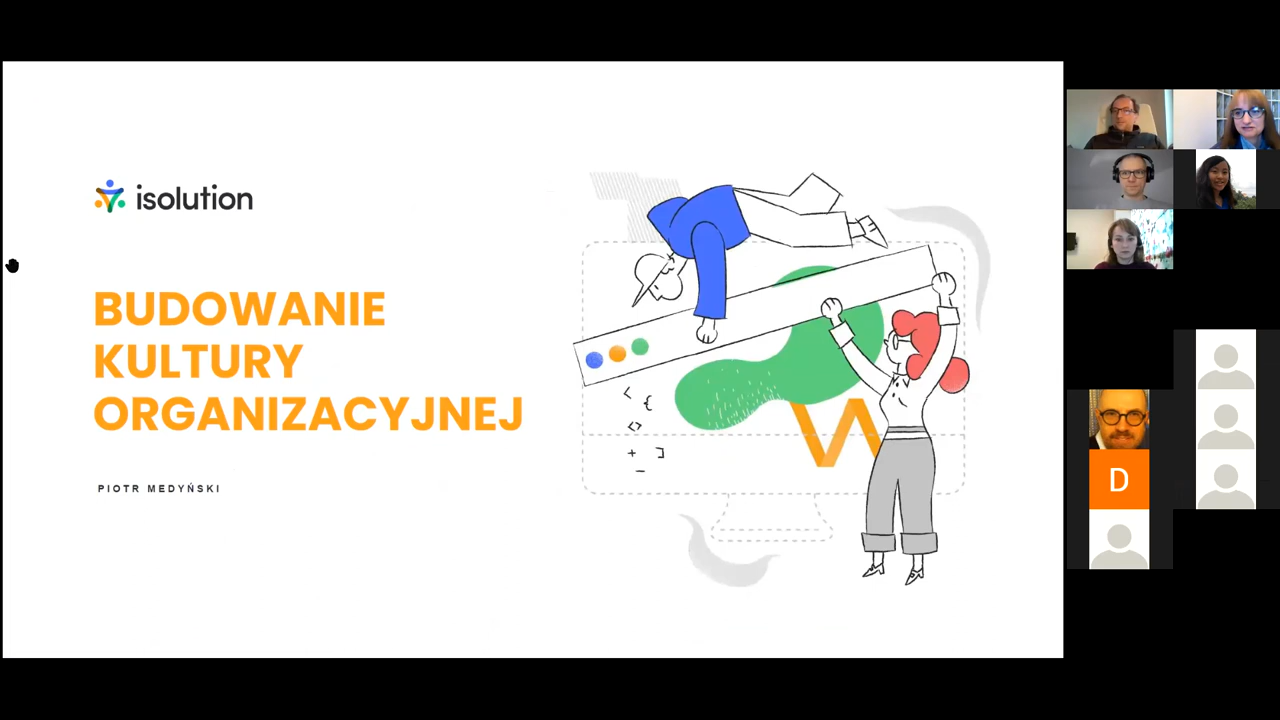 isolution
BUDOWANIE
KULTURY
ORGANIZACYJNEJ
PIOTR MEDYŃSKI
D